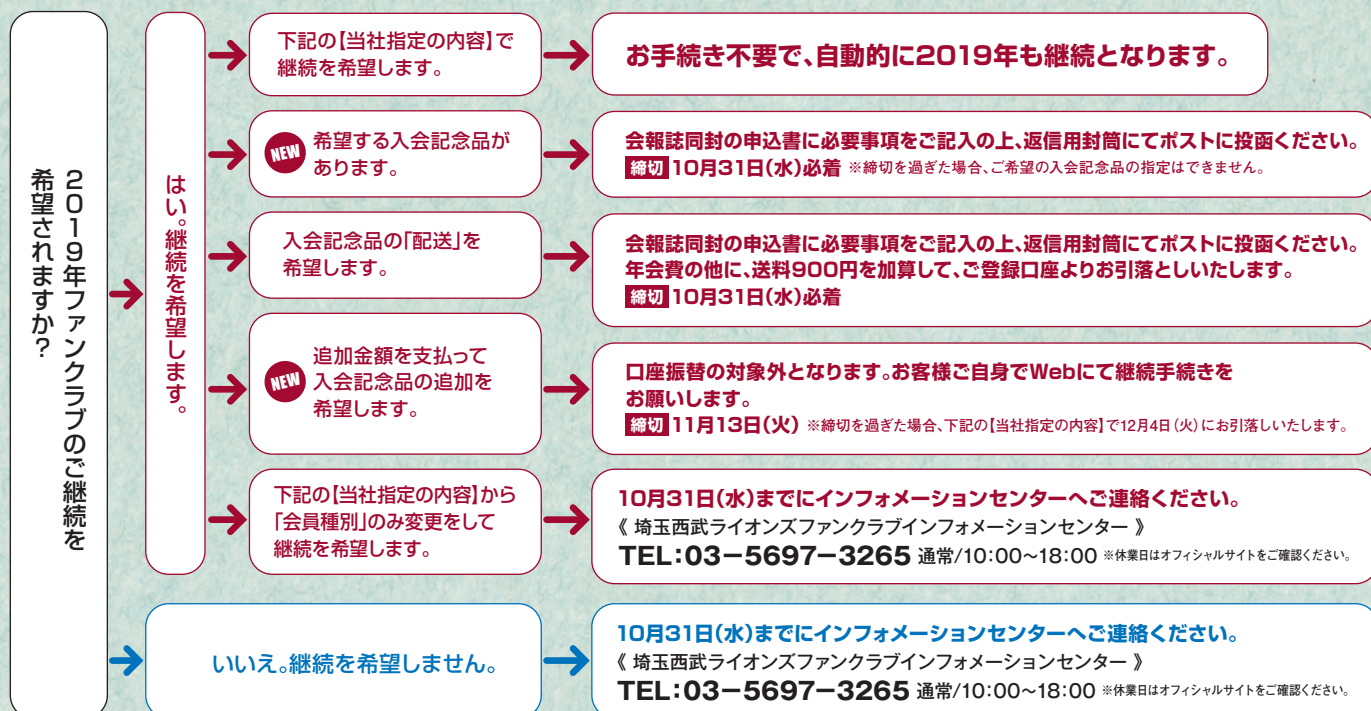 2019年ファンクラブのご継続を
希望されますか?
はい。継続を希望します。
下記の【当社指定の内容】で
継続を希望します。
お手続き不要で、自動的に2019年も継続となります。
NEW
希望する入会記念品が
あります。
会報誌同封の申込書に必要事項をご記入の上、返信用封筒にてポストに投函ください。
締切 10月31日(水)必着 ※締切を過ぎた場合、ご希望の入会記念品の指定はできません。
入会記念品の「配送」を
希望します。
会報誌同封の申込書に必要事項をご記入の上、返信用封筒にてポストに投函ください。
年会費の他に、送料900円を加算して、ご登録口座よりお引落としいたします。
締切 10月31日(水)必着
NEW
追加金額を支払って
入会記念品の追加を
希望します。
口座振替の対象外となります。お客様ご自身でWebにて継続手続きを
お願いします。
締切 11月13日(火) ※締切を過ぎた場合、下記の【当社指定の内容】で12月4日(火)にお引落しいたします。
下記の【当社指定の内容】から
「会員種別」のみ変更をして
継続を希望します。
10月31日(水)までにインフォメーションセンターへご連絡ください。
《 埼玉西武ライオンズファンクラブインフォメーションセンター 》
TEL:03-5697-3265 通常/10:00〜18:00 ※休業日はオフィシャルサイトをご確認ください。
いいえ。継続を希望しません。
10月31日(水)までにインフォメーションセンターへご連絡ください。
《 埼玉西武ライオンズファンクラブインフォメーションセンター 》
TEL:03-5697-3265 通常/10:00〜18:00 ※休業日はオフィシャルサイトをご確認ください。